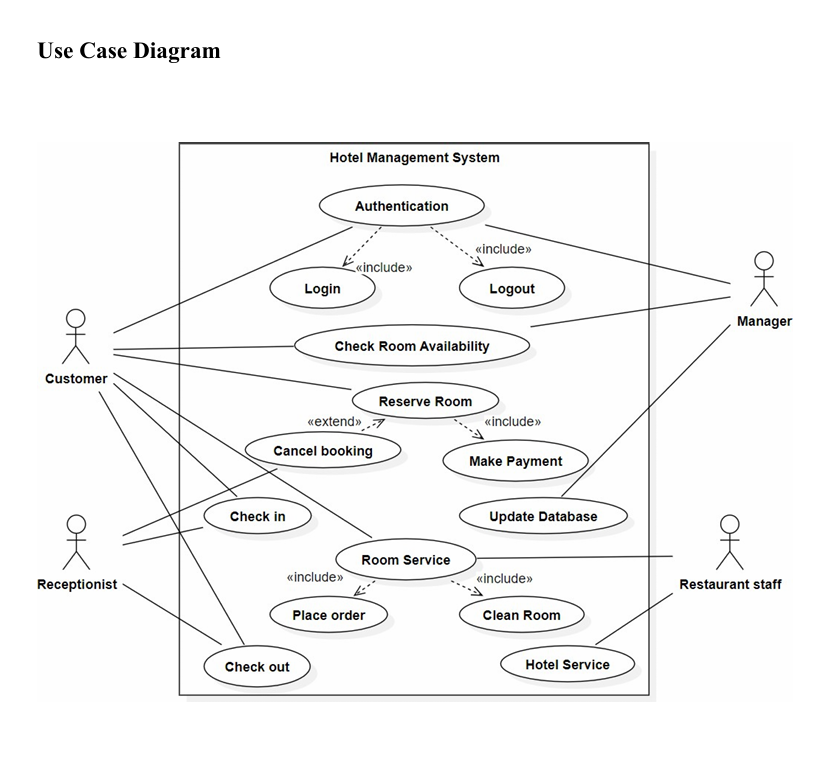 Use Case Diagram
Hotel Management System
Authentication
«include»
«include»
Login
Logout
Manager
Check Room Availability
Customer
Reserve Room
«extend»
«include»
Cancel booking
Make Payment
Check in
Update Database
Room Service
Receptionist
«include»
«include»
Restaurant staff
Place order
Clean Room
Check out
Hotel Service